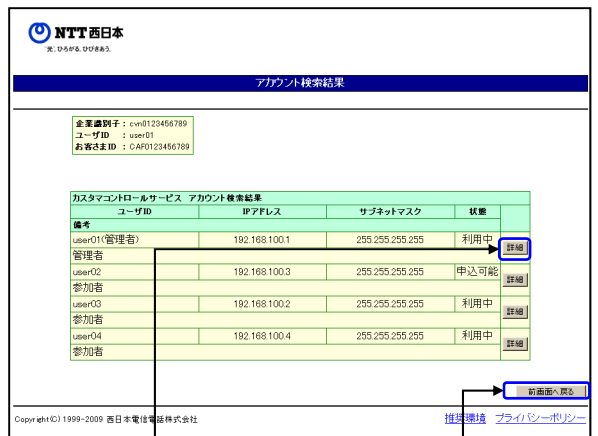 NTT西日本
光、ひろがる。ひびきあう。
アカウント検索結果
企業識別子：cvn0123456789
ユーザID ：user01
お客さまID ：CAF0123456789
カスタマコントロールサービス アカウント検索結果
ユーザID IPアドレス サブネットマスク 状態
備考
user01(管理者) 192.168.100.1 255.255.255.255 利用中 詳細
管理者
user02 192.168.100.3 255.255.255.255 申込可能 詳細
参加者
user03 192.168.100.2 255.255.255.255 利用中 詳細
参加者
user04 192.168.100.4 255.255.255.255 利用中 詳細
参加者
前画面へ戻る
Copyright(C) 1999-2009 西日本電信電話株式会社 推奨環境 プライバシーポリシー